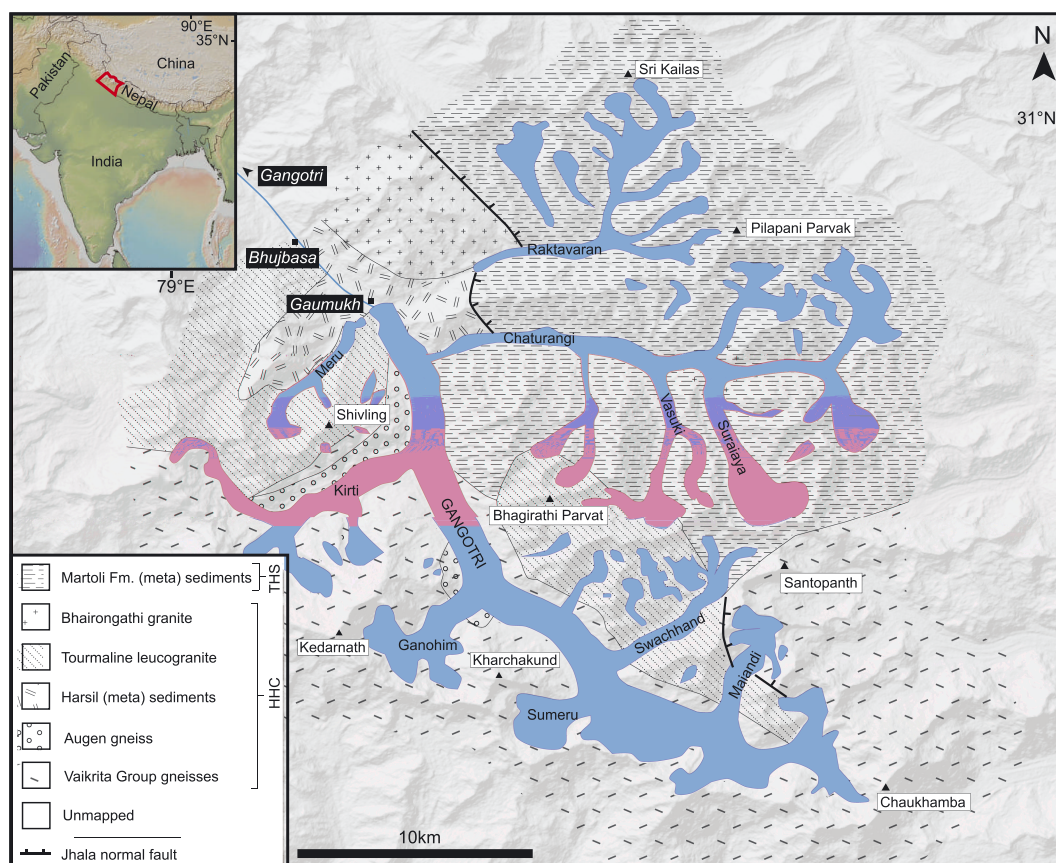 90°E
35°N
China
Pakistan
Nepal
India
N
31°N
Sri Kailas
Gangotri
Pilapani Parvak
Bhujbasa
Raktavaran
79°E
Gaumukh
Chaturangi
Meru
Shivling
Vasuki
Suraiaya
Kirti
GANGOTRI
Bhagirathi Parvat
Santopanth
Swachhand
Kedarnath
Ganohim
Kharchakund
Maiandi
Sumeru
Chaukhamba
Martoli Fm. (meta) sediments
THS
Bhairongathi granite
Tourmaline leucogranite
Harsil (meta) sediments
HHC
Augen gneiss
Vaikrita Group gneisses
Unmapped
Jhala normal fault
10km